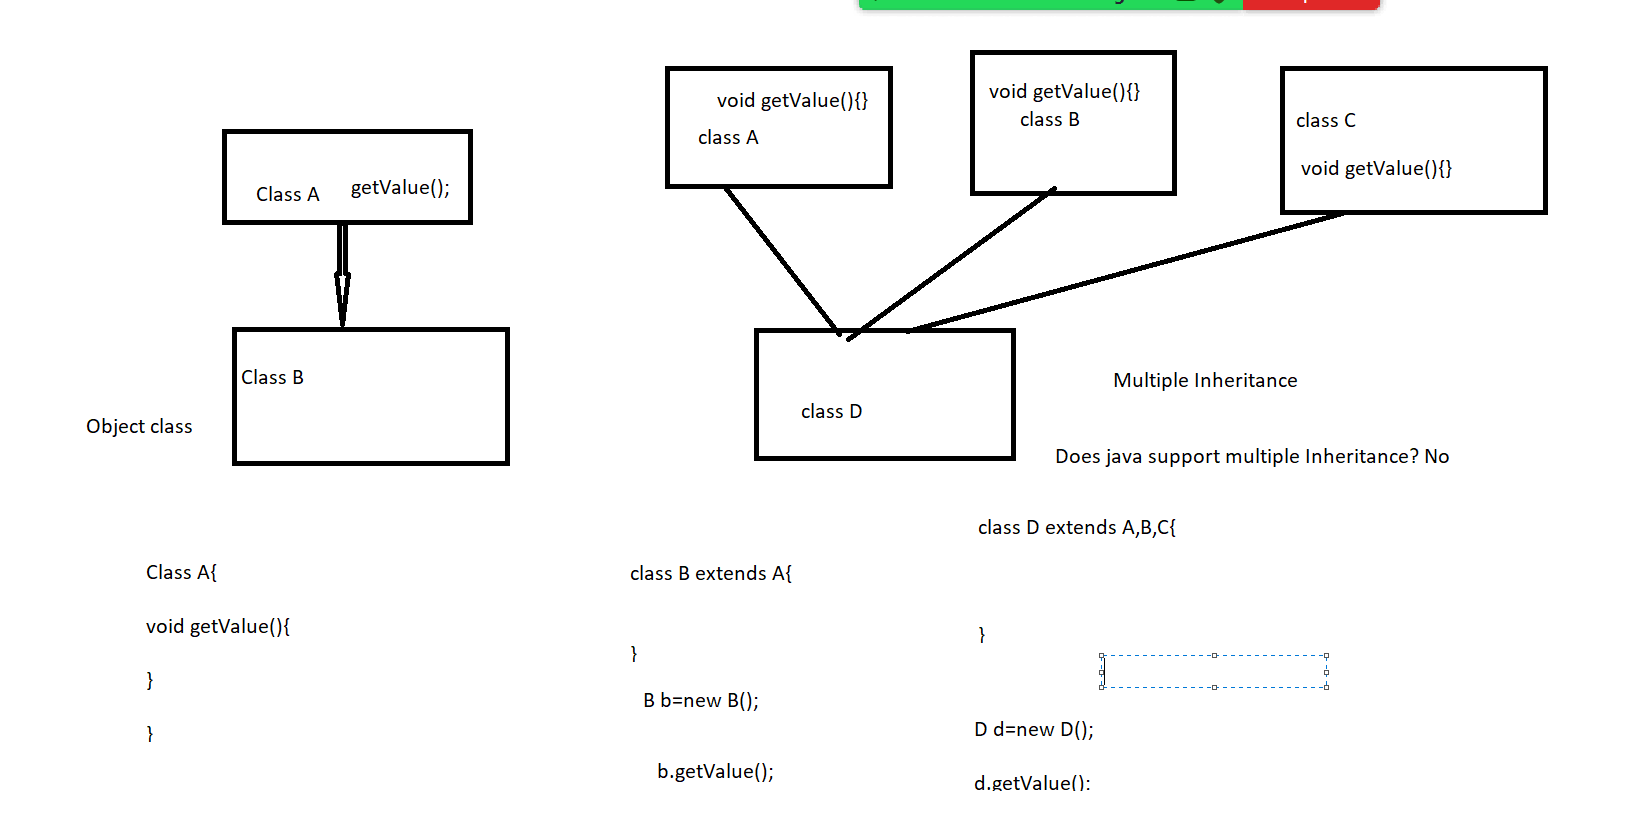 void getValue(){}
class A
void getValue(){}
class B
class C
void getValue(){}
Class A
getValue();
Class B
Object class
class D
Multiple Inheritance
Does java support multiple Inheritance? No
Class A{
void getValue(){
}
}
class B extends A{
}
B b=new B();
b.getValue();
class D extends A,B,C{
}
D d=new D();
d.getValue():